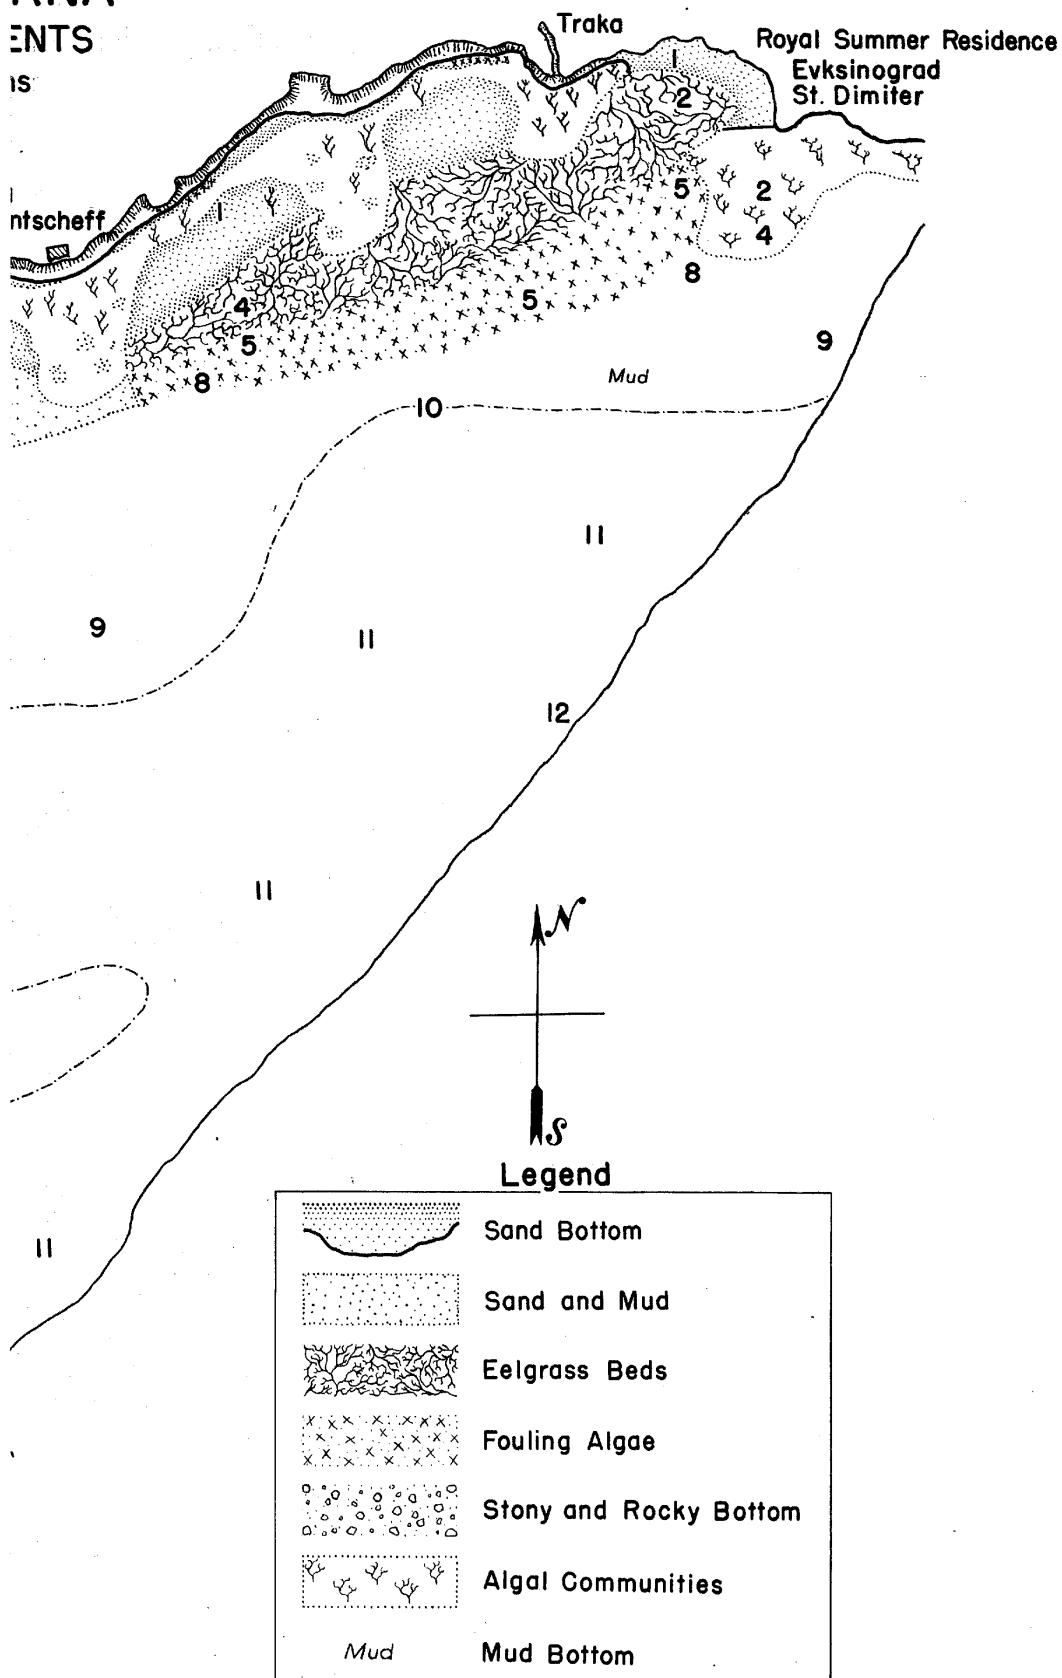 ENTS
Traka
Royal Summer Residence
Evksinograd
St. Dimiter
1
2
5
2
4
1
ntscheff
8
5
4
5
8
9
Mud
10
11
9
11
12
11
N
S
11
Legend
Sand Bottom
Sand and Mud
Eelgrass Beds
Fouling Algae
Stony and Rocky Bottom
Algal Communities
Mud Mud Bottom